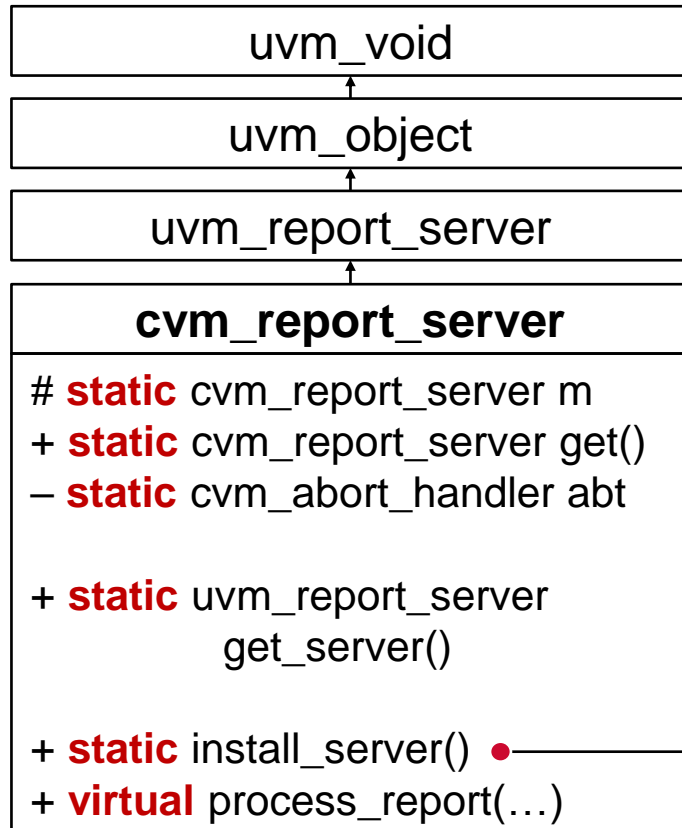 uvm_void
uvm_object
uvm_report_server
cvm_report_server
# static cvm_report_server m
+ static cvm_report_server get()
– static cvm_abort_handler abt
+ static uvm_report_server
get_server()
+ static install_server()
+ virtual process_report(…)